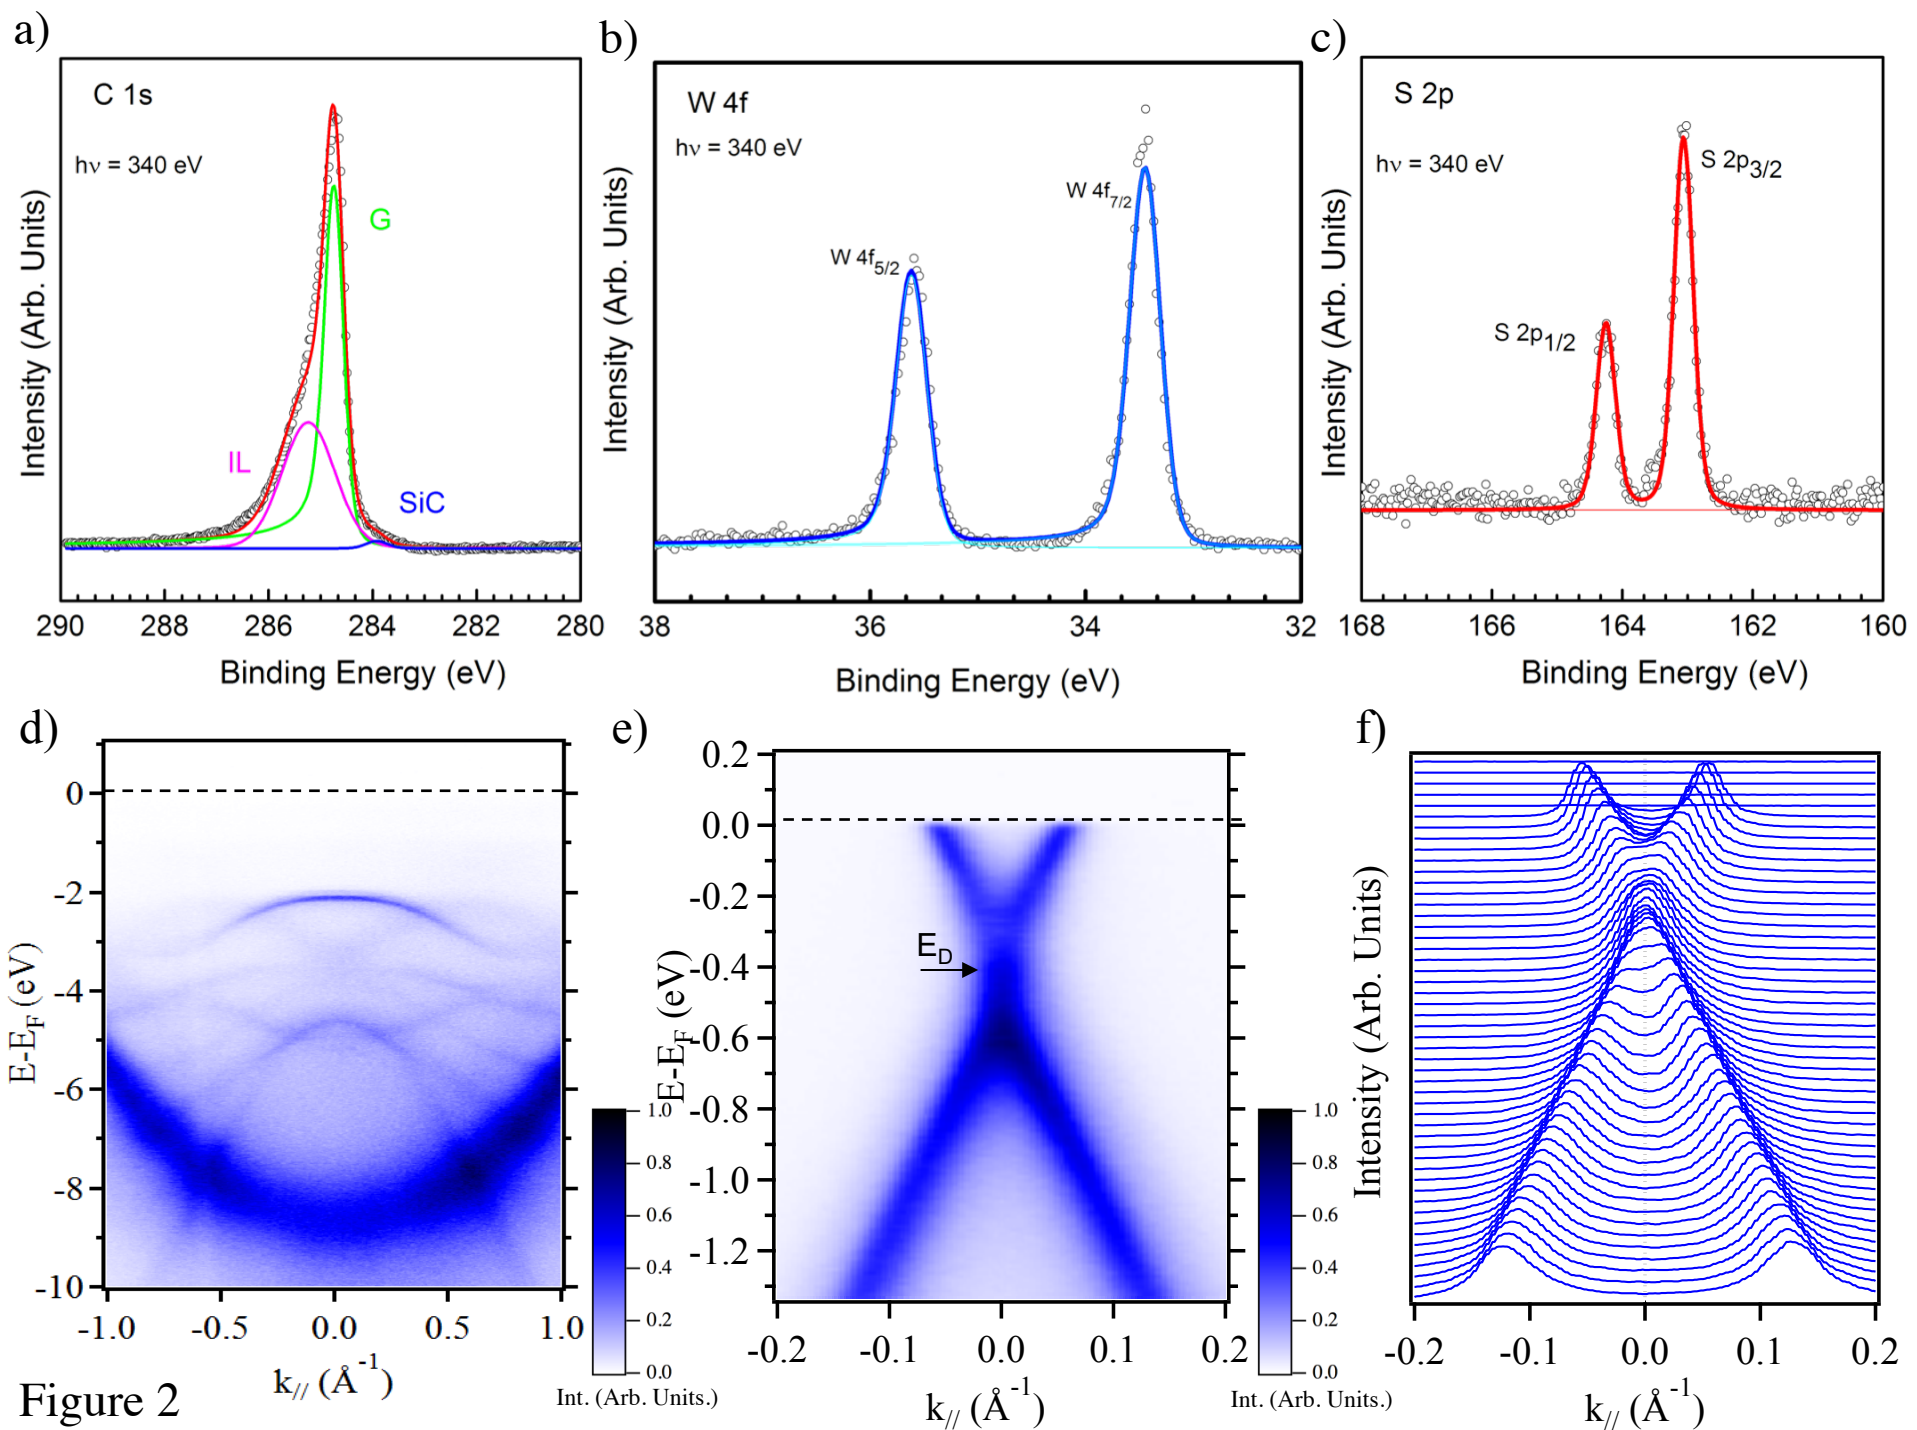 a)
C 1s
hν = 340 eV
G
IL
SiC
Intensity (Arb. Units)
290 288 286 284 282 280
Binding Energy (eV)
b)
W 4f
hν = 340 eV
W 4f5/2
W 4f7/2
Intensity (Arb. Units)
38 36 34 32
Binding Energy (eV)
c)
S 2p
hν = 340 eV
S 2p1/2
S 2p3/2
Intensity (Arb. Units)
168 166 164 162 160
Binding Energy (eV)
d)
0
-2
-4
-6
-8
-10
E-EF (eV)
-1.0 -0.5 0.0 0.5 1.0
k// (Å-1)
1.0
0.8
0.6
0.4
0.2
0.0
Int. (Arb. Units.)
e)
0.2
0.0
-0.2
-0.4
-0.6
-0.8
-1.0
-1.2
E-EF (eV)
ED
-0.2 -0.1 0.0 0.1 0.2
k// (Å-1)
1.0
0.8
0.6
0.4
0.2
0.0
Int. (Arb. Units.)
f)
Intensity (Arb. Units)
-0.2 -0.1 0.0 0.1 0.2
k// (Å-1)
Figure 2